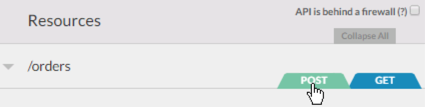 API is behind a firewall (?)
Resources
Collapse All
/orders
POST GET